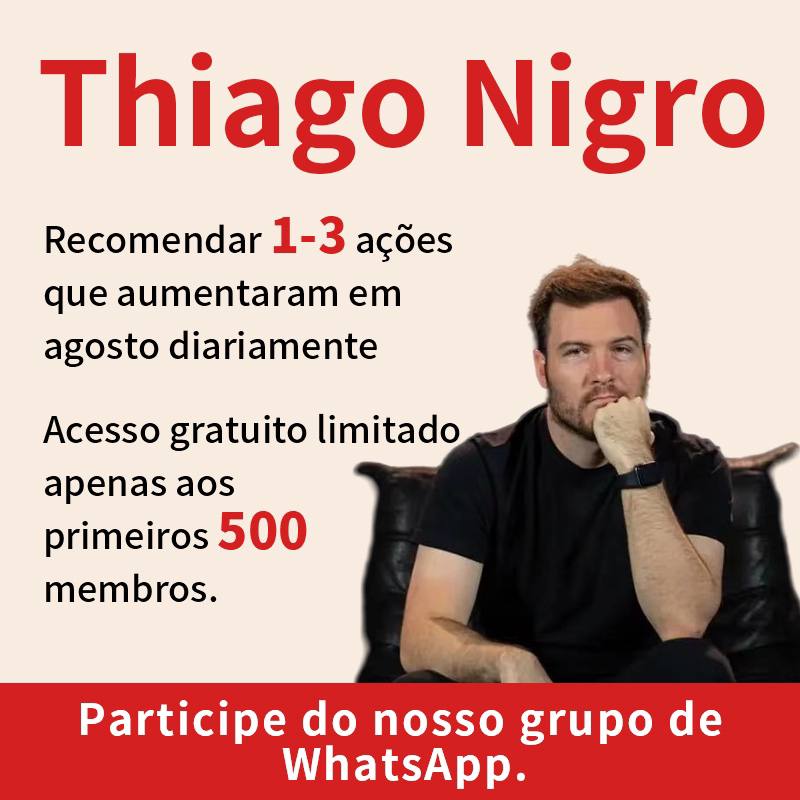 Thiago Nigro
Recomendar 1-3 ações
que aumentaram em
agosto diariamente
Acesso gratuito limitado
apenas aos
primeiros 500
membros.
Participe do nosso grupo de
WhatsApp.